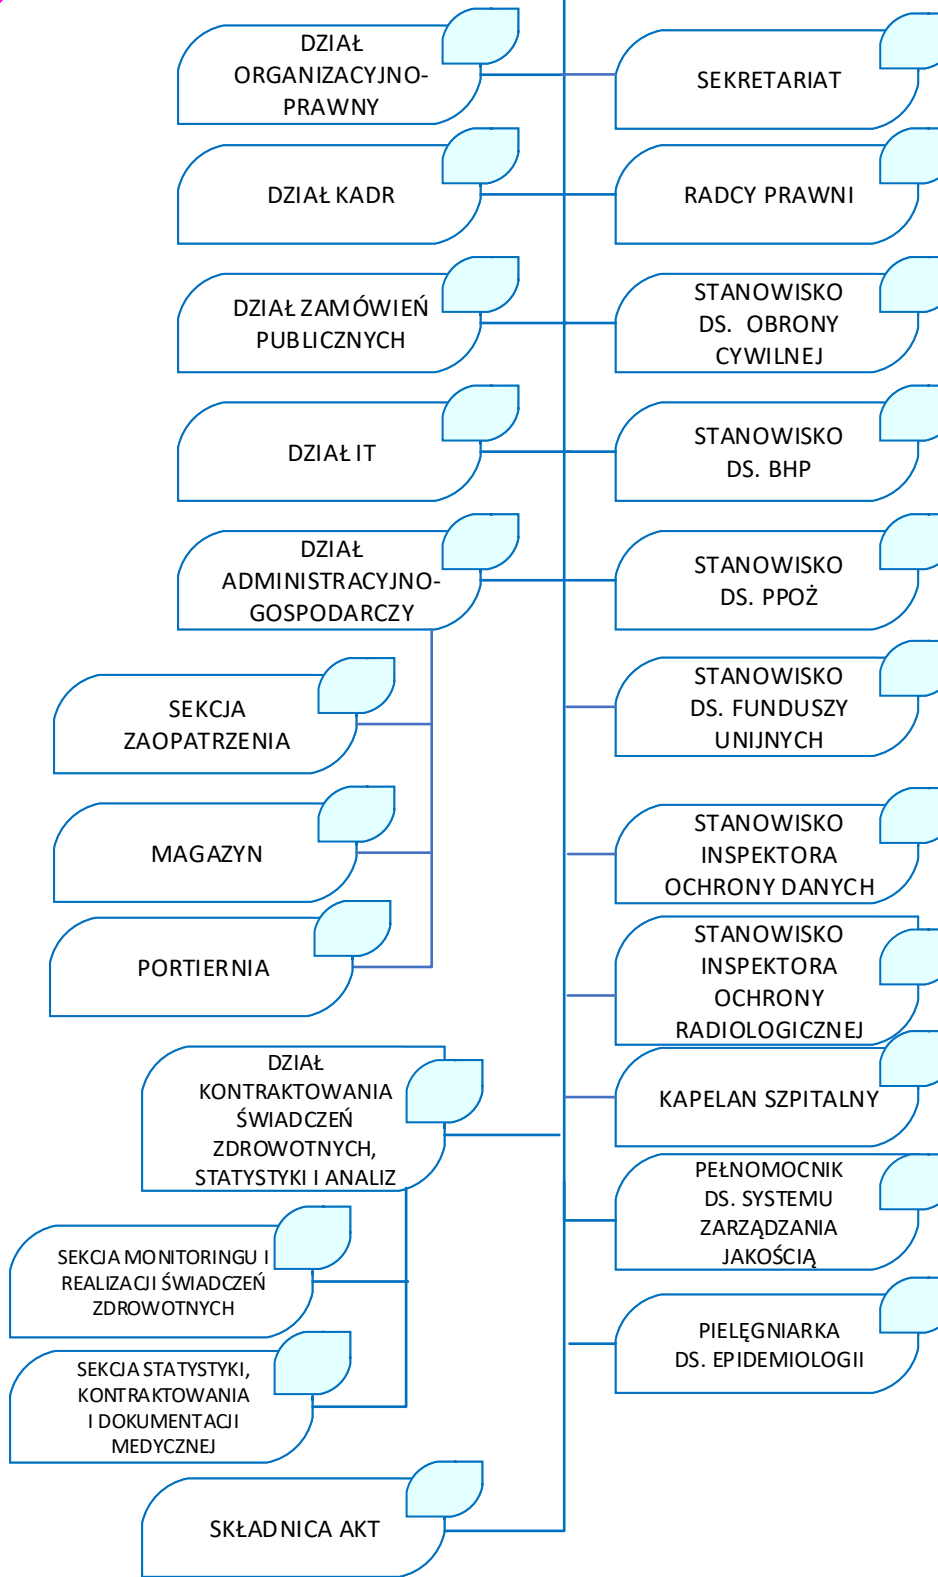 DZIAŁ
ORGANIZACYJNO-
PRAWNY
SEKRETARIAT
DZIAŁ KADR
RADCY PRAWNI
DZIAŁ ZAMÓWIEŃ
PUBLICZNYCH
STANOWISKO
DS. OBRONY
CYWILNEJ
DZIAŁ IT
STANOWISKO
DS. BHP
DZIAŁ
ADMINISTRACYJNO-
GOSPODARCZY
STANOWISKO
DS. PPOŻ
SEKCJA
ZAOPATRZENIA
STANOWISKO
DS. FUNDUSZY
UNIJNYCH
MAGAZYN
STANOWISKO
INSPEKTORA
OCHRONY DANYCH
PORTIERNIA
STANOWISKO
INSPEKTORA
OCHRONY
RADIOLOGICZNEJ
DZIAŁ
KONTRAKTOWANIA
ŚWIADCZEŃ
ZDROWOTNYCH,
STATYSTYKI I ANALIZ
KAPELAN SZPITALNY
PEŁNOMOCNIK
DS. SYSTEMU
ZARZĄDZANIA
JAKOŚCIĄ
SEKCJA MONITORINGU I
REALIZACJI ŚWIADCZEŃ
ZDROWOTNYCH
PIELĘGNIARKA
DS. EPIDEMIOLOGII
SEKCJA STATYSTYKI,
KONTRAKTOWANIA
I DOKUMENTACJI
MEDYCZNEJ
SKŁADNICA AKT